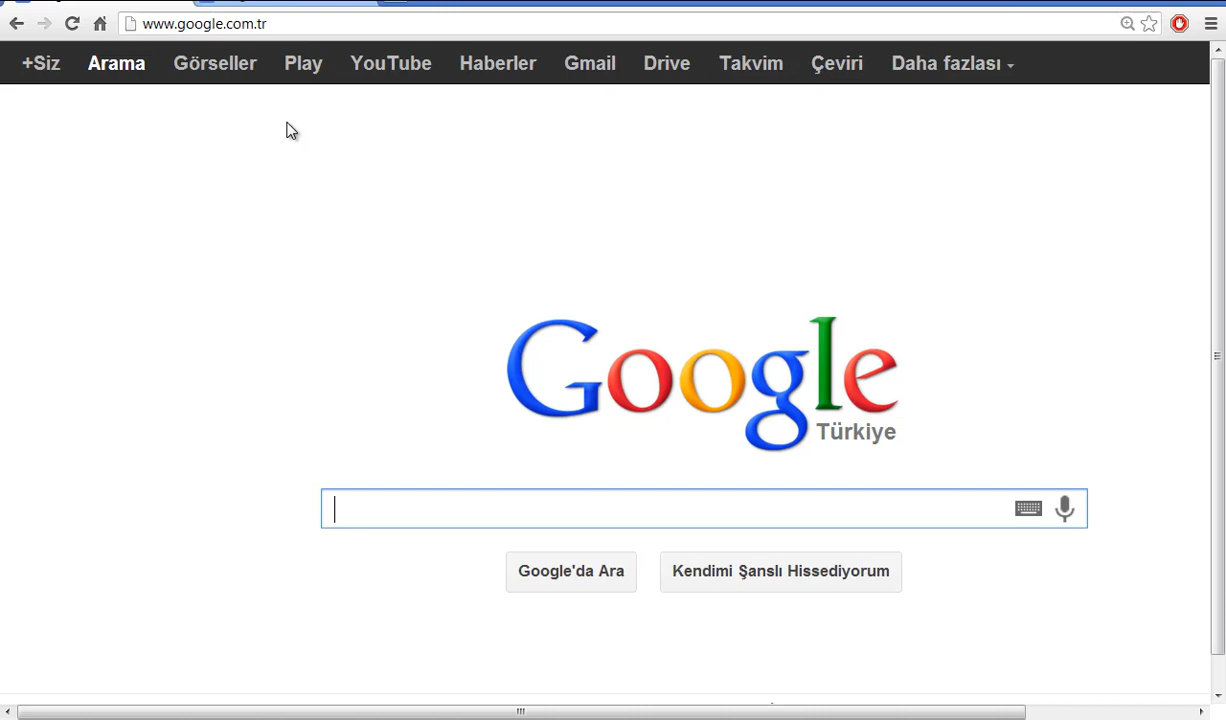 www.google.com.tr
+Siz Arama Görseller Play YouTube Haberler Gmail Drive Takvim Çeviri Daha fazlası
Google
Türkiye
Google'da Ara Kendimi Şanslı Hissediyorum